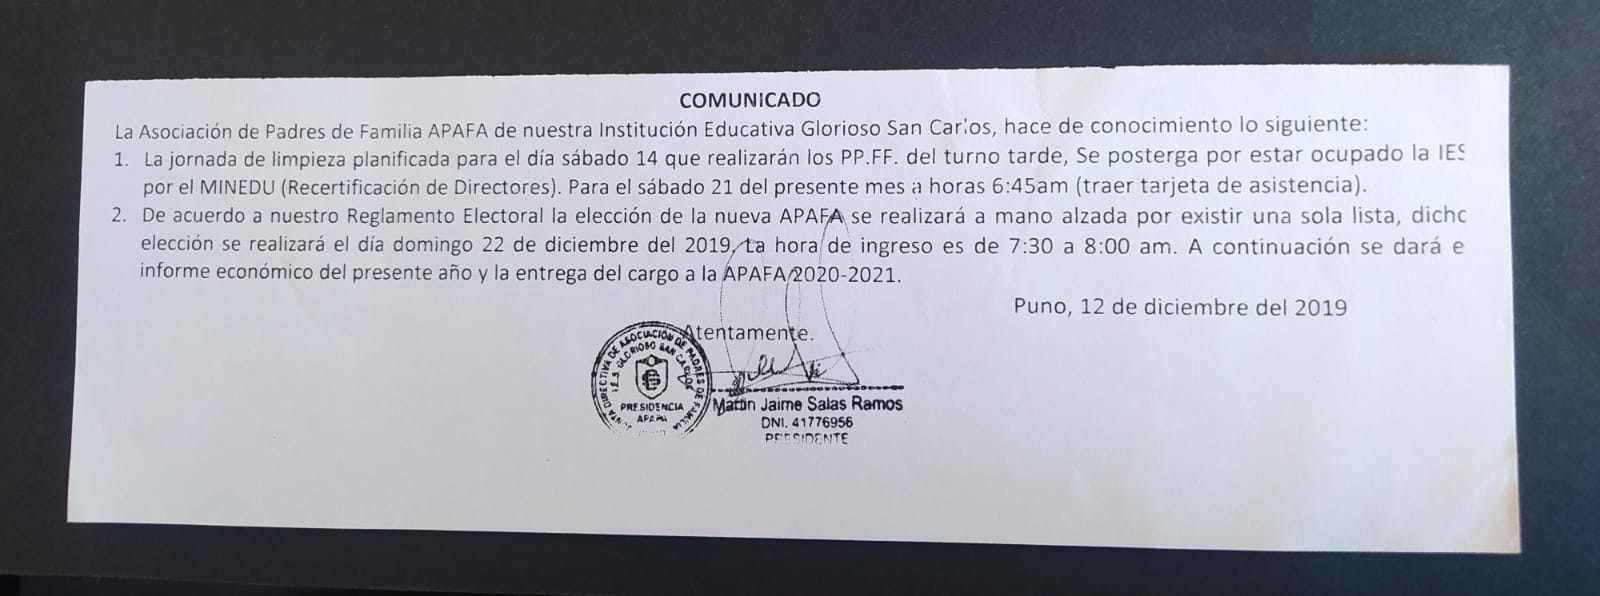 COMUNICADO
La Asociación de Padres de Familia APAFA de nuestra Institución Educativa Glorioso San Carlos, hace de conocimiento lo siguiente:
1. La jornada de limpieza planificada para el día sábado 14 que realizarán los PP.FF. del turno tarde, Se posterga por estar ocupado la IES
por el MINEDU (Recertificación de Directores). Para el sábado 21 del presente mes a horas 6:45am (traer tarjeta de asistencia).
2. De acuerdo a nuestro Reglamento Electoral la elección de la nueva APAFA se realizará a mano alzada por existir una sola lista, dicho
elección se realizará el día domingo 22 de diciembre del 2019, La hora de ingreso es de 7:30 a 8:00 am. A continuación se dará e
informe económico del presente año y la entrega del cargo a la APAFA 2020-2021.
Puno, 12 de diciembre del 2019
Atentamente.
DIRECTIVA DE ASOCIACIÓN DE PADRES DE FAMILIA
I.E.S. GLORIOSO SAN CARLOS
PRESIDENCIA
APAFA
Martin Jaime Salas Ramos
DNI. 41776956
PRESIDENTE